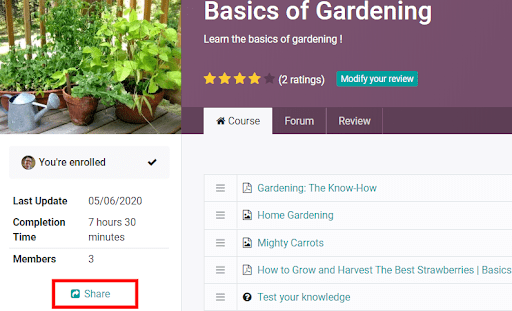 Basics of Gardening
Learn the basics of gardening !
(2 ratings) Modify your review
Course Forum Review
You're enrolled
Last Update 05/06/2020
Completion Time 7 hours 30 minutes
Members 3
Share
Gardening: The Know-How
Home Gardening
Mighty Carrots
How to Grow and Harvest The Best Strawberries | Basics
Test your knowledge